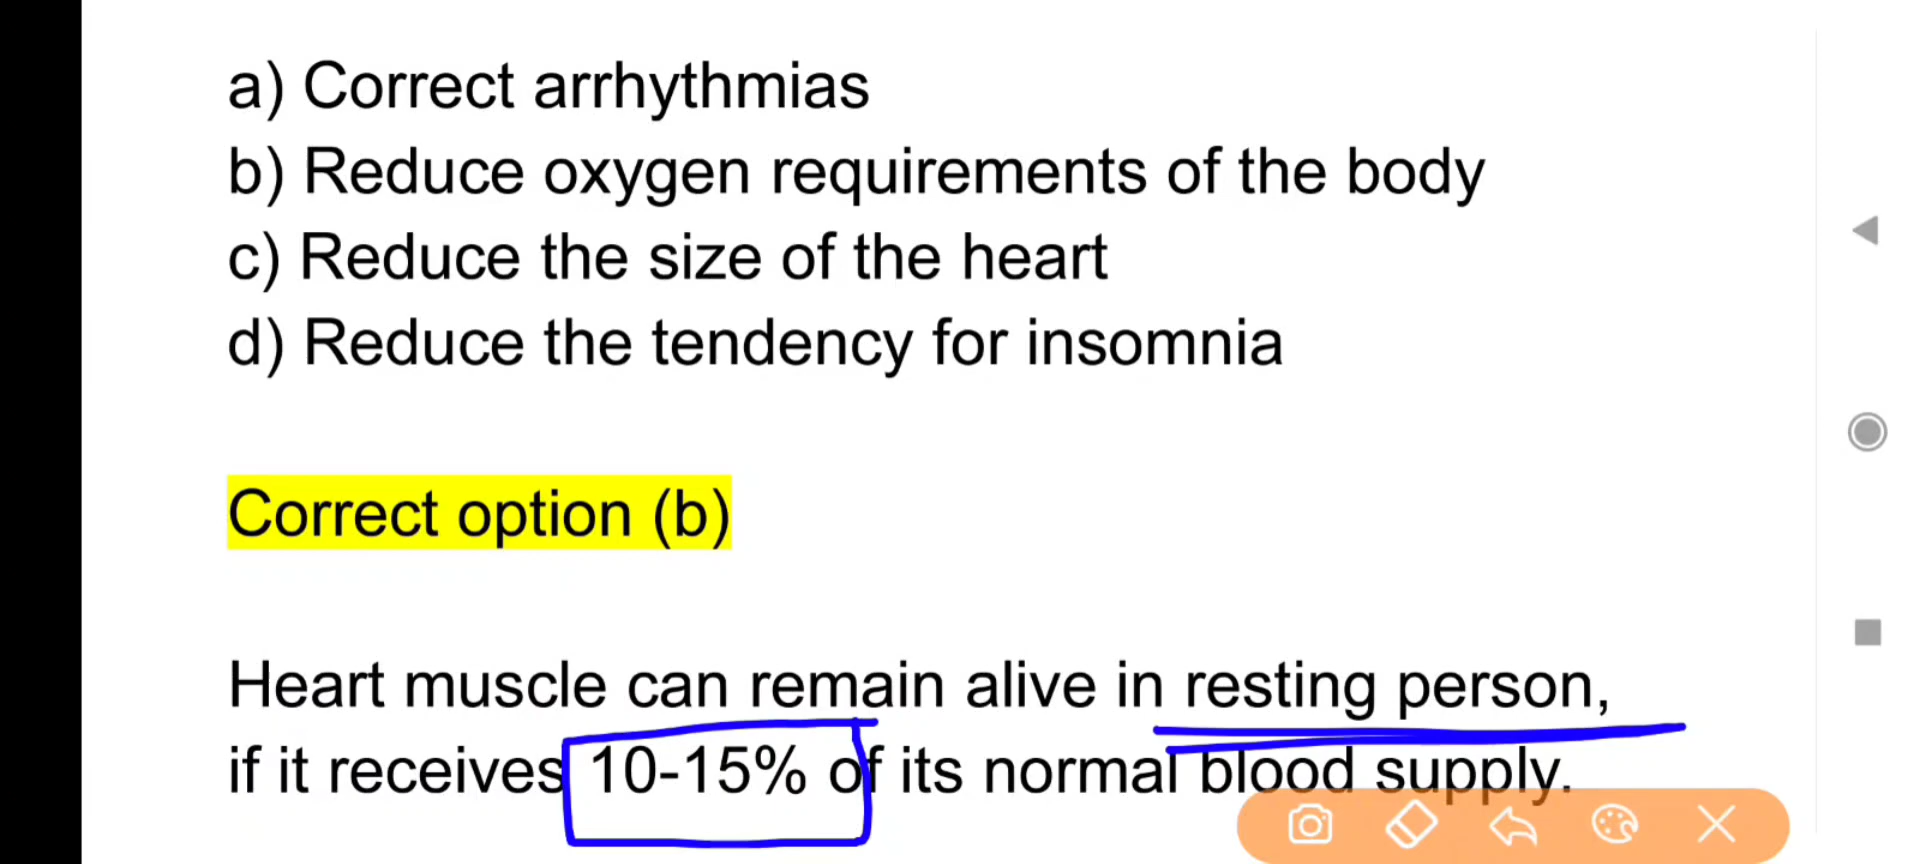 a) Correct arrhythmias
b) Reduce oxygen requirements of the body
c) Reduce the size of the heart
d) Reduce the tendency for insomnia
Correct option (b)
Heart muscle can remain alive in resting person,
if it receives 10-15% of its normal blood supply.